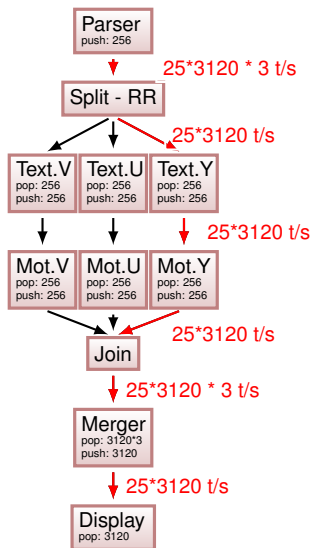 Parser
push: 256
25*3120 * 3 t/s
Split - RR
25*3120 t/s
Text.V
pop: 256
push: 256
Text.U
pop: 256
push: 256
Text.Y
pop: 256
push: 256
25*3120 t/s
Mot.V
pop: 256
push: 256
Mot.U
pop: 256
push: 256
Mot.Y
pop: 256
push: 256
25*3120 t/s
Join
25*3120 * 3 t/s
Merger
pop: 3120*3
push: 3120
25*3120 t/s
Display
pop: 3120